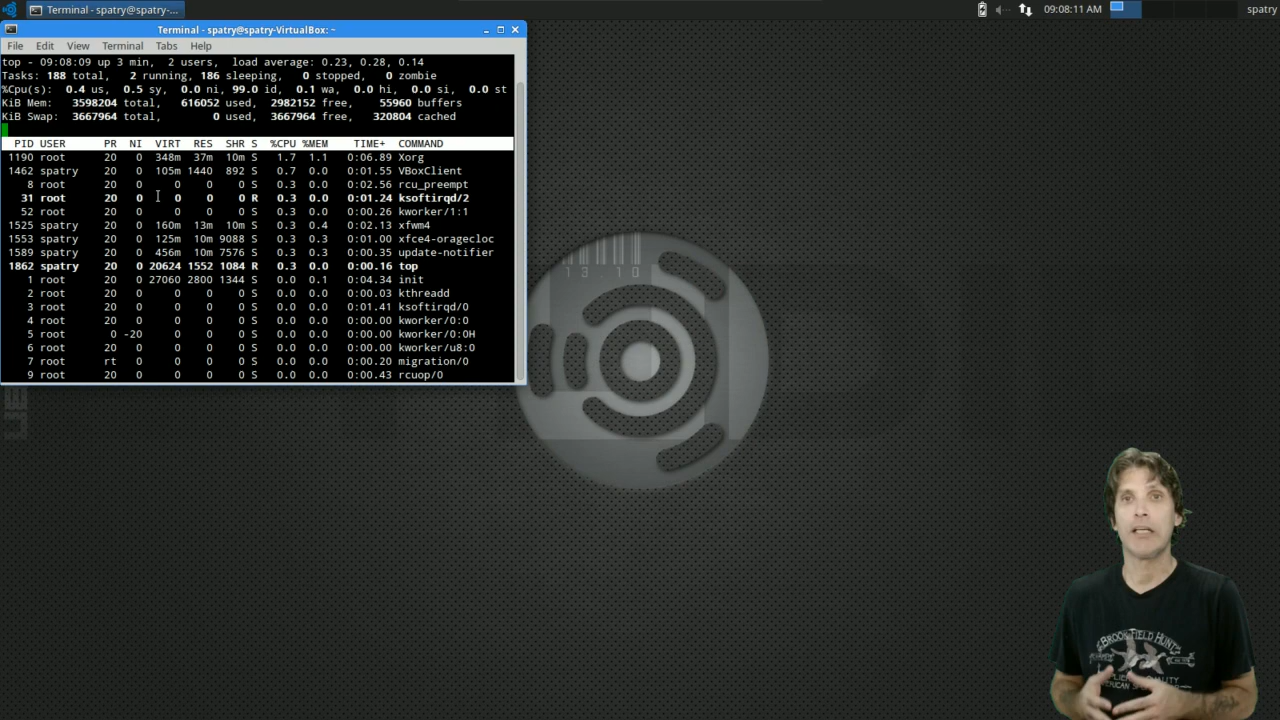 Terminal - spatry@spatry-...
09:08:11 AM
spatry
Terminal - spatry@spatry-VirtualBox: ~
File Edit View Terminal Tabs Help
top - 09:08:09 up 3 min, 2 users, load average: 0.23, 0.28, 0.14
Tasks: 188 total, 2 running, 186 sleeping, 0 stopped, 0 zombie
%Cpu(s): 0.4 us, 0.5 sy, 0.0 ni, 99.0 id, 0.1 wa, 0.0 hi, 0.0 si, 0.0 st
KiB Mem: 3598204 total, 616052 used, 2982152 free, 55960 buffers
KiB Swap: 3667964 total, 0 used, 3667964 free, 320804 cached
PID USER PR NI VIRT RES SHR S %CPU %MEM TIME+ COMMAND
1190 root 20 0 348m 37m 10m S 1.7 1.1 0:06.89 Xorg
1462 spatry 20 0 105m 1440 892 S 0.7 0.0 0:01.55 VBoxClient
8 root 20 0 0 0 0 S 0.3 0.0 0:02.56 rcu_preempt
31 root 20 0 0 0 0 R 0.3 0.0 0:01.24 ksoftirqd/2
52 root 20 0 0 0 0 S 0.3 0.0 0:00.26 kworker/1:1
1525 spatry 20 0 160m 13m 10m S 0.3 0.4 0:02.13 xfwm4
1553 spatry 20 0 125m 10m 9088 S 0.3 0.3 0:01.00 xfce4-orageclock
1589 spatry 20 0 456m 10m 7576 S 0.3 0.3 0:00.35 update-notifier
1862 spatry 20 0 20624 1552 1084 R 0.3 0.0 0:00.16 top
1 root 20 0 27060 2800 1344 S 0.0 0.1 0:04.34 init
2 root 20 0 0 0 0 S 0.0 0.0 0:00.03 kthreadd
3 root 20 0 0 0 0 S 0.0 0.0 0:01.41 ksoftirqd/0
4 root 20 0 0 0 0 S 0.0 0.0 0:00.00 kworker/0:0
5 root 0 -20 0 0 0 S 0.0 0.0 0:00.00 kworker/0:0H
6 root 20 0 0 0 0 S 0.0 0.0 0:00.00 kworker/u8:0
7 root rt 0 0 0 0 S 0.0 0.0 0:00.20 migration/0
9 root 20 0 0 0 0 S 0.0 0.0 0:00.43 rcuop/0
13.10
BROOKFIELD HUNT